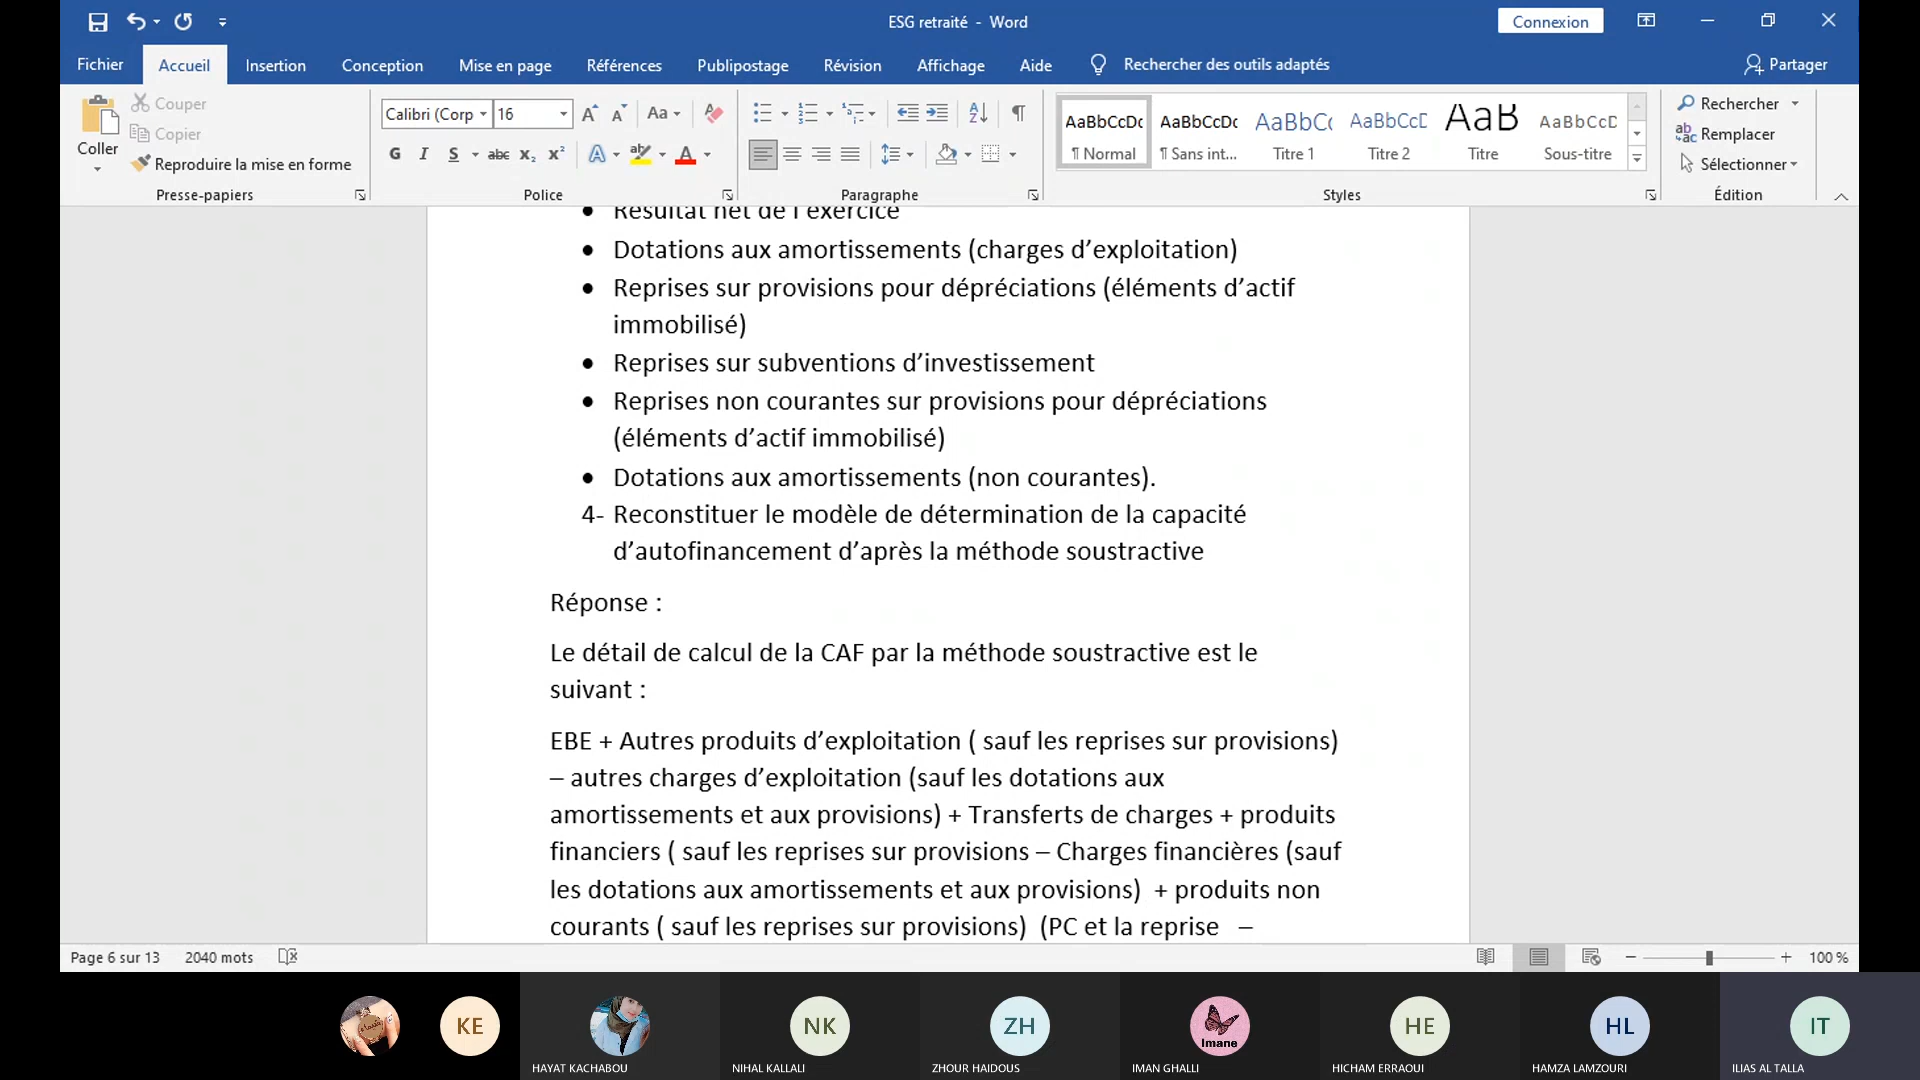 ESG retraité - Word
Connexion
Fichier
Accueil
Insertion
Conception
Mise en page
Références
Publipostage
Révision
Affichage
Aide
Rechercher des outils adaptés
Partager
Coller
Couper
Copier
Reproduire la mise en forme
Presse-papiers
Calibri (Corp
16
Aa
G I S abc x₂ x²
Police
Paragraphe
AaBbCcDc
¶ Normal
AaBbCcDc
¶ Sans int...
AaBbCc
Titre 1
AaBbCcD
Titre 2
AaB
Titre
AaBbCcD
Sous-titre
Styles
Rechercher
Remplacer
Sélectionner
Édition
• Résultat net de l'exercice
• Dotations aux amortissements (charges d'exploitation)
• Reprises sur provisions pour dépréciations (éléments d'actif
immobilisé)
• Reprises sur subventions d'investissement
• Reprises non courantes sur provisions pour dépréciations
(éléments d'actif immobilisé)
• Dotations aux amortissements (non courantes).
4- Reconstituer le modèle de détermination de la capacité
d'autofinancement d'après la méthode soustractive
Réponse :
Le détail de calcul de la CAF par la méthode soustractive est le
suivant :
EBE + Autres produits d'exploitation ( sauf les reprises sur provisions)
– autres charges d'exploitation (sauf les dotations aux
amortissements et aux provisions) + Transferts de charges + produits
financiers ( sauf les reprises sur provisions – Charges financières (sauf
les dotations aux amortissements et aux provisions) + produits non
courants ( sauf les reprises sur provisions) (PC et la reprise –
Page 6 sur 13
2040 mots
100 %
KE
NK
ZH
Imane
HE
HL
IT
HAYAT KACHABOU
NIHAL KALLALI
ZHOUR HAIDOUS
IMAN GHALLI
HICHAM ERRAOUI
HAMZA LAMZOURI
ILIAS AL TALLA